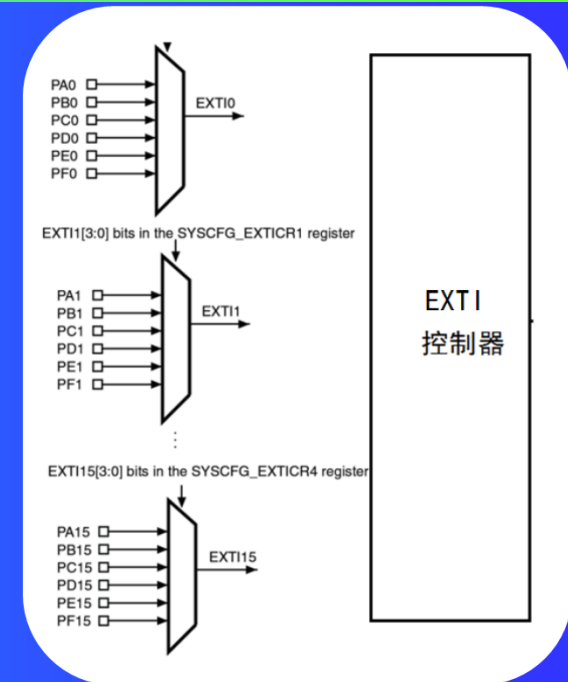 PA0
PB0
PC0
PD0
PE0
PF0
EXTI0
EXTI1[3:0] bits in the SYSCFG_EXTICR1 register
PA1
PB1
PC1
PD1
PE1
PF1
EXTI1
EXTI15[3:0] bits in the SYSCFG_EXTICR4 register
PA15
PB15
PC15
PD15
PE15
PF15
EXTI15
EXTI
控制器